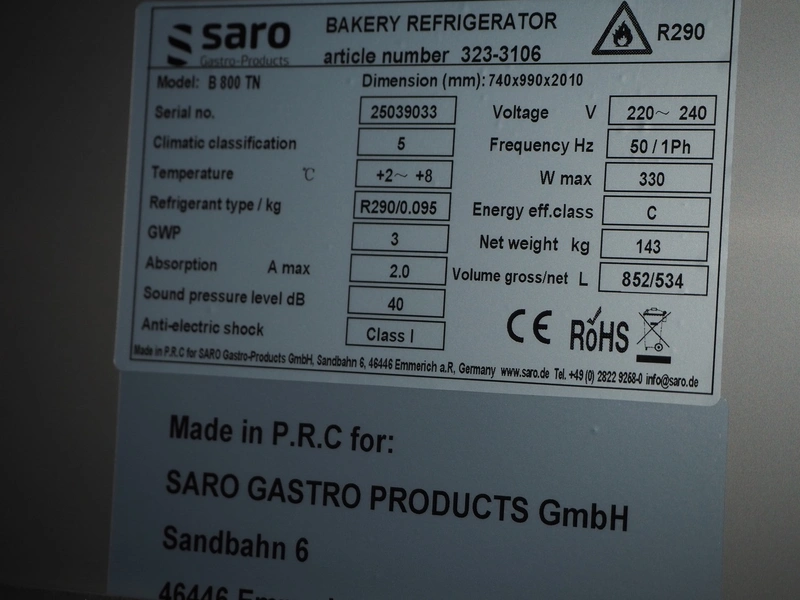 saro
Gastro-Products
BAKERY REFRIGERATOR
article number 323-3106
R290
Model: B 800 TN
Dimension (mm): 740x990x2010
Serial no. 25039033
Voltage V 220~ 240
Climatic classification 5
Frequency Hz 50 / 1Ph
Temperature ℃ +2~ +8
W max 330
Refrigerant type / kg R290/0.095
Energy eff.class C
GWP 3
Net weight kg 143
Absorption A max 2.0
Volume gross/net L 852/534
Sound pressure level dB 40
Anti-electric shock Class I
CE RoHS
Made in P.R.C for SARO Gastro-Products GmbH, Sandbahn 6, 46446 Emmerich a.R, Germany www.saro.de Tel. +49 (0) 2822 9258-0 info@saro.de
Made in P.R.C for:
SARO GASTRO PRODUCTS GmbH
Sandbahn 6
46446